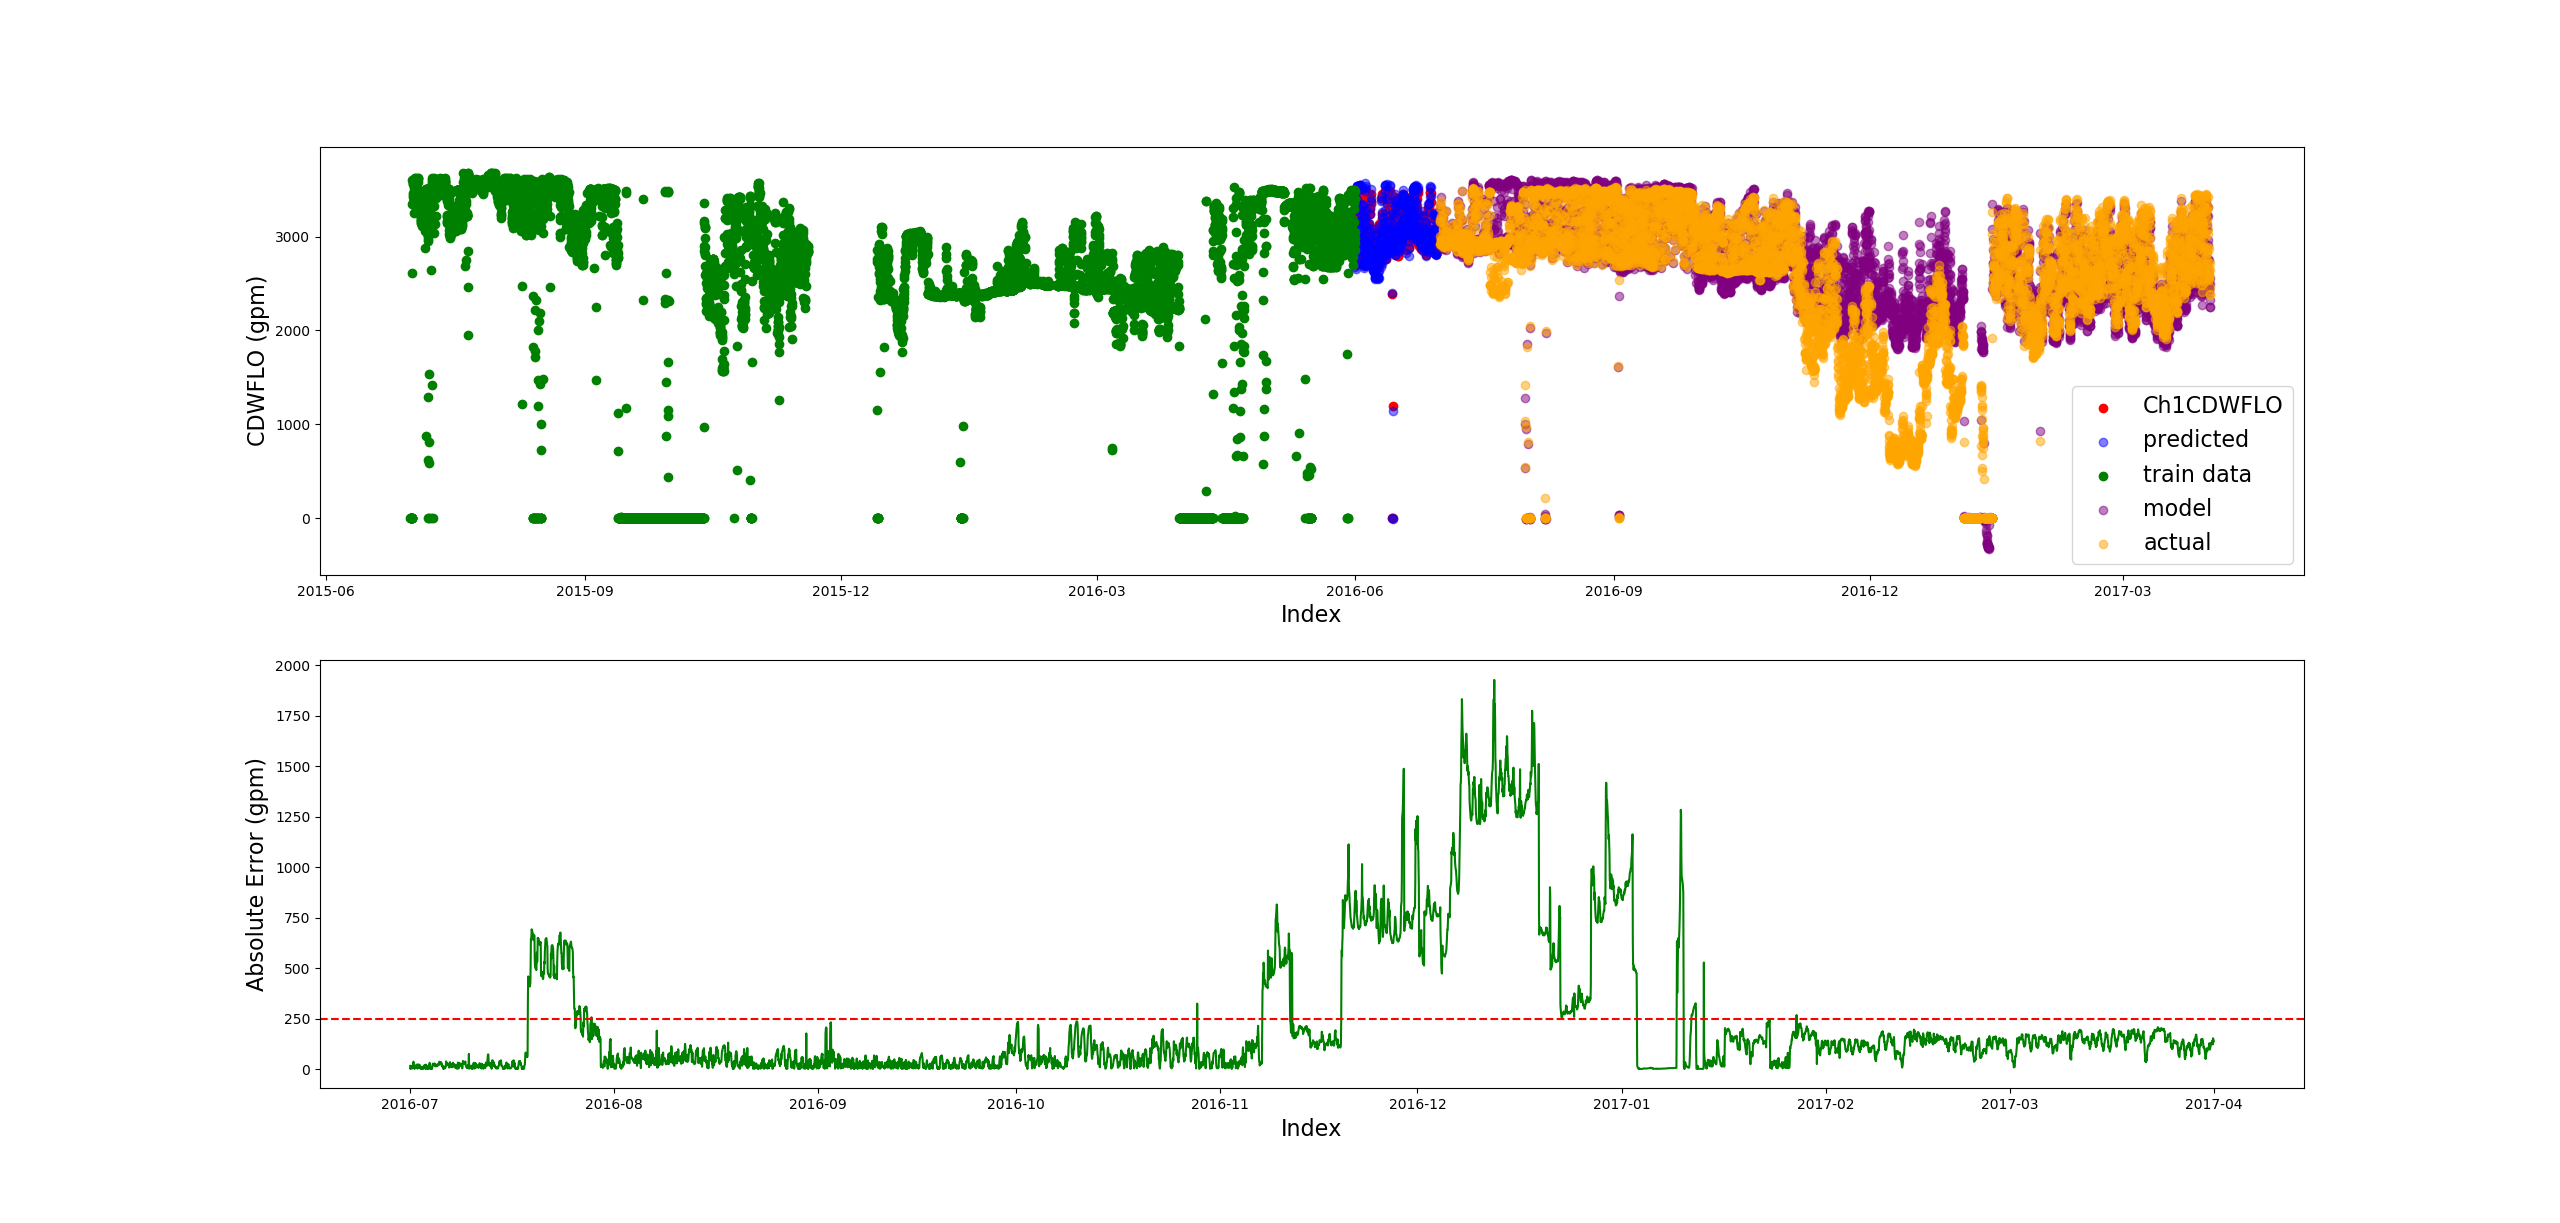 CDWFLO (gpm)
3000
2000
1000
0
Ch1CDWFLO
predicted
train data
model
actual
2015-06 2015-09 2015-12 2016-03 2016-06 2016-09 2016-12 2017-03
Index
Absolute Error (gpm)
2000
1750
1500
1250
1000
750
500
250
0
2016-07 2016-08 2016-09 2016-10 2016-11 2016-12 2017-01 2017-02 2017-03 2017-04
Index